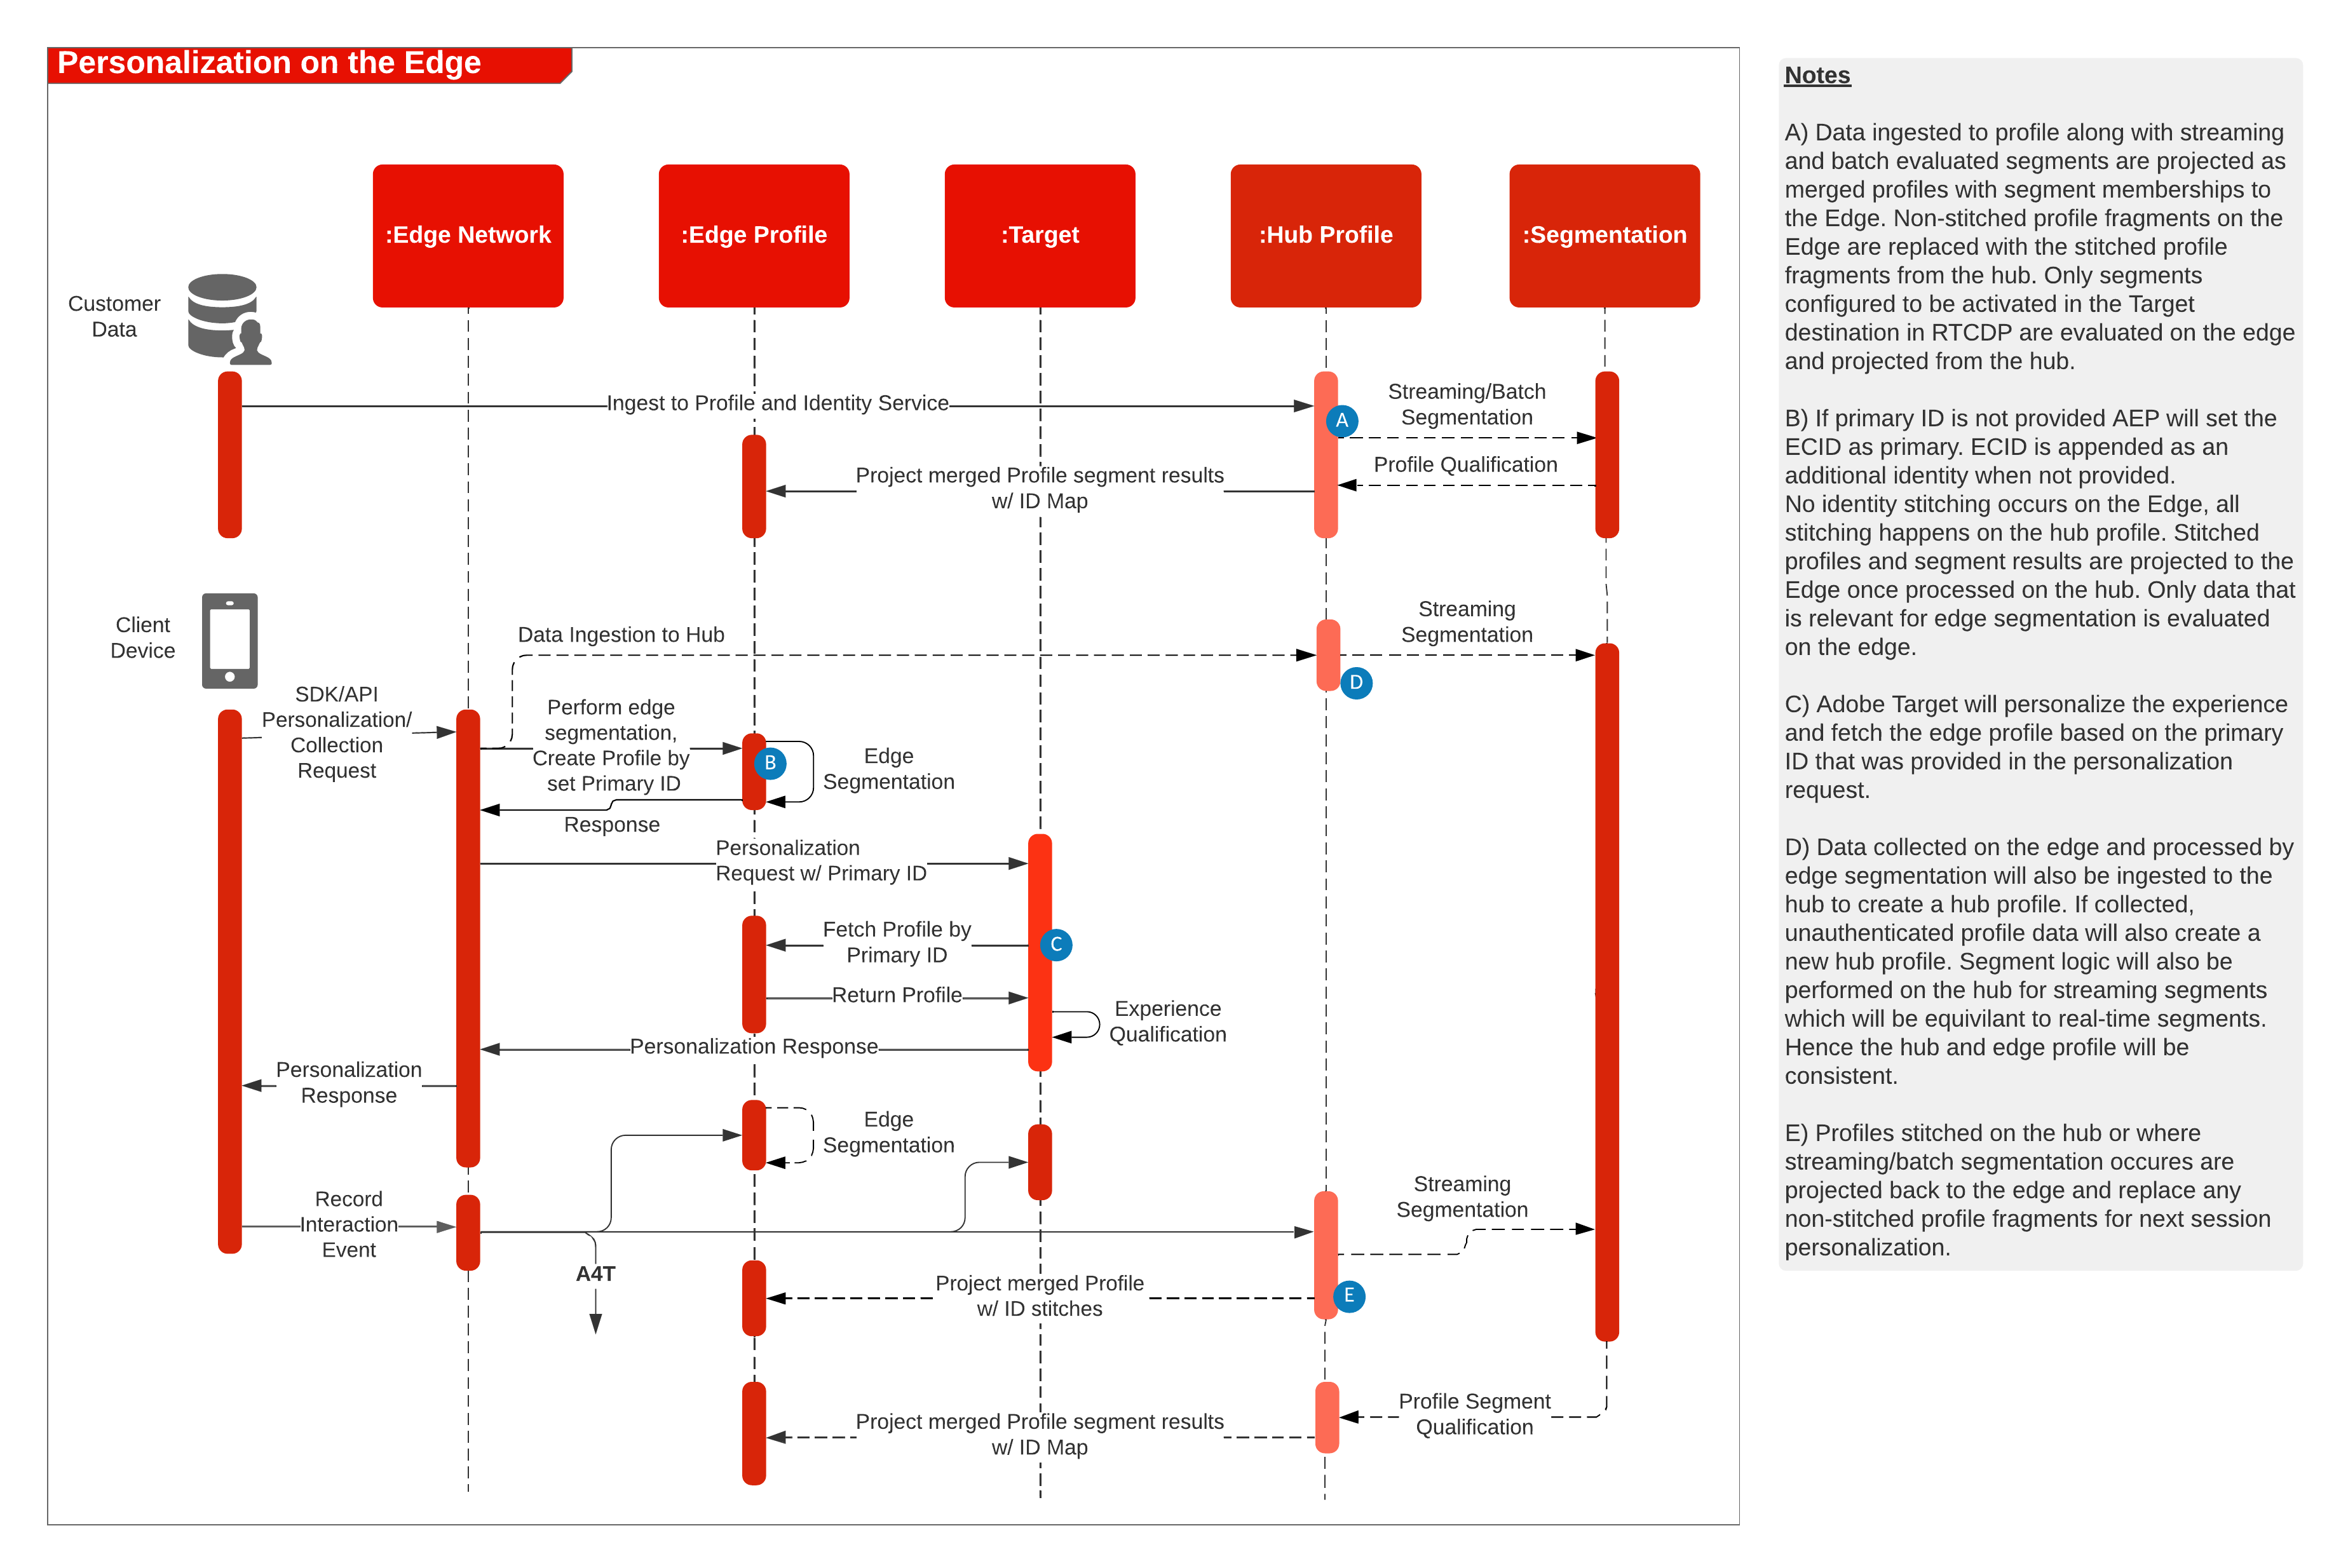 Personalization on the Edge
:Edge Network
:Edge Profile
:Target
:Hub Profile
:Segmentation
Customer
Data
Ingest to Profile and Identity Service
Streaming/Batch
Segmentation
A
Profile Qualification
Project merged Profile segment results
w/ ID Map
Client
Device
Data Ingestion to Hub
Streaming
Segmentation
D
SDK/API
Personalization/
Collection
Request
Perform edge
segmentation,
Create Profile by
set Primary ID
B
Edge
Segmentation
Response
Personalization
Request w/ Primary ID
Fetch Profile by
Primary ID
C
Return Profile
Experience
Qualification
Personalization Response
Personalization
Response
Edge
Segmentation
Record
Interaction
Event
Streaming
Segmentation
A4T
Project merged Profile
w/ ID stitches
E
Profile Segment
Qualification
Project merged Profile segment results
w/ ID Map
Notes
A) Data ingested to profile along with streaming
and batch evaluated segments are projected as
merged profiles with segment memberships to
the Edge. Non-stitched profile fragments on the
Edge are replaced with the stitched profile
fragments from the hub. Only segments
configured to be activated in the Target
destination in RTCDP are evaluated on the edge
and projected from the hub.
B) If primary ID is not provided AEP will set the
ECID as primary. ECID is appended as an
additional identity when not provided.
No identity stitching occurs on the Edge, all
stitching happens on the hub profile. Stitched
profiles and segment results are projected to the
Edge once processed on the hub. Only data that
is relevant for edge segmentation is evaluated
on the edge.
C) Adobe Target will personalize the experience
and fetch the edge profile based on the primary
ID that was provided in the personalization
request.
D) Data collected on the edge and processed by
edge segmentation will also be ingested to the
hub to create a hub profile. If collected,
unauthenticated profile data will also create a
new hub profile. Segment logic will also be
performed on the hub for streaming segments
which will be equivilant to real-time segments.
Hence the hub and edge profile will be
consistent.
E) Profiles stitched on the hub or where
streaming/batch segmentation occures are
projected back to the edge and replace any
non-stitched profile fragments for next session
personalization.